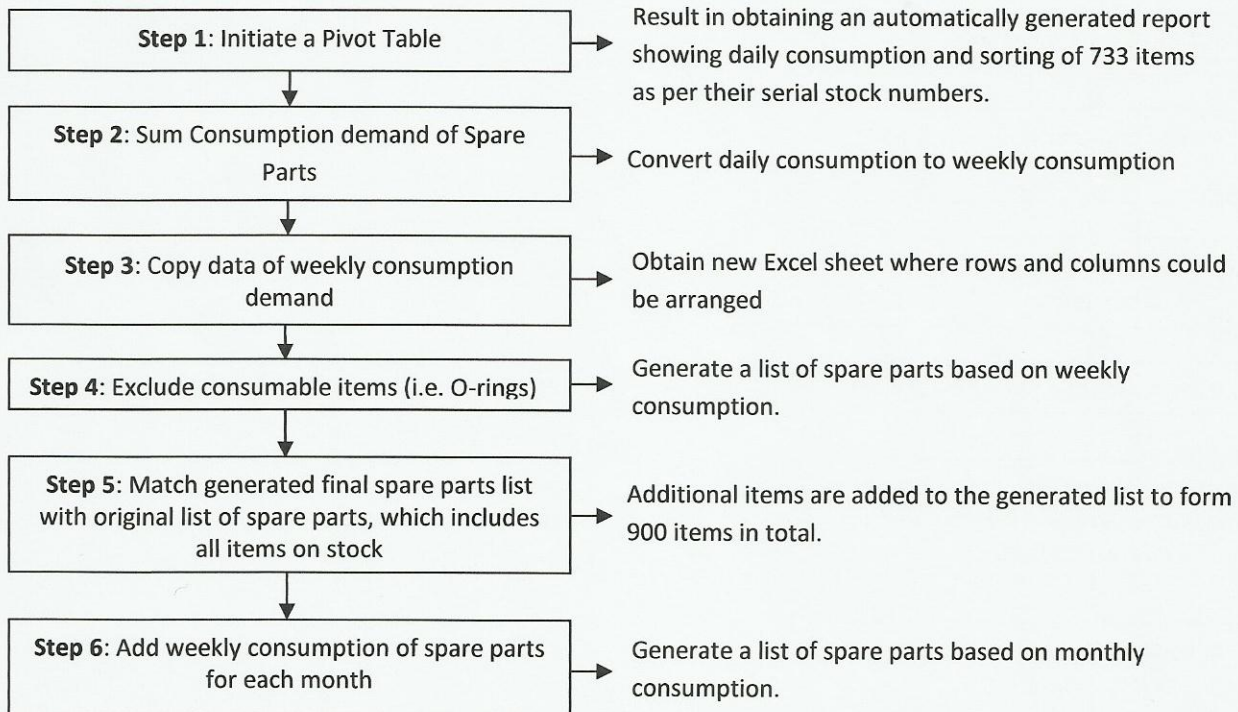 Step 1: Initiate a Pivot Table
Result in obtaining an automatically generated report
showing daily consumption and sorting of 733 items
as per their serial stock numbers.
Step 2: Sum Consumption demand of Spare
Parts
Convert daily consumption to weekly consumption
Step 3: Copy data of weekly consumption
demand
Obtain new Excel sheet where rows and columns could
be arranged
Step 4: Exclude consumable items (i.e. O-rings)
Generate a list of spare parts based on weekly
consumption.
Step 5: Match generated final spare parts list
with original list of spare parts, which includes
all items on stock
Additional items are added to the generated list to form
900 items in total.
Step 6: Add weekly consumption of spare parts
for each month
Generate a list of spare parts based on monthly
consumption.